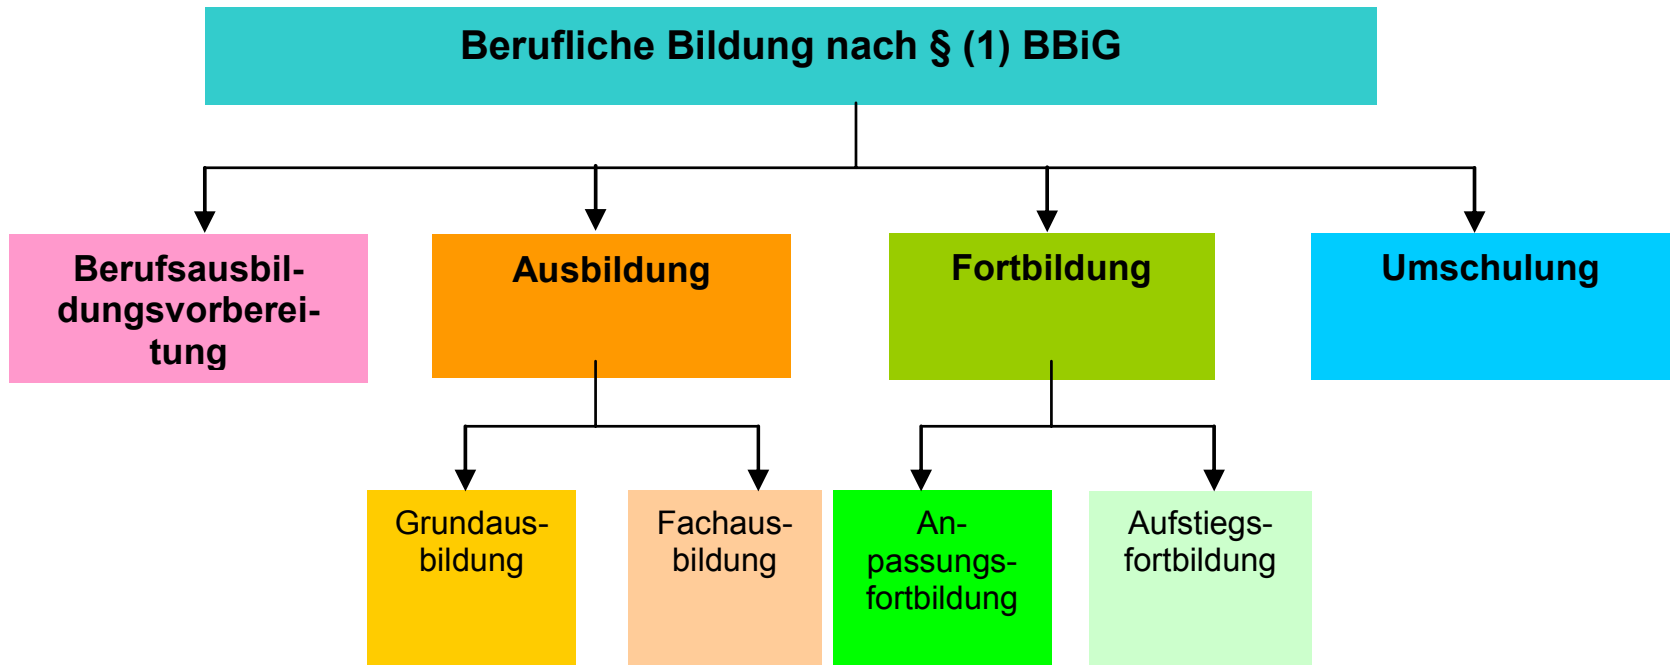 Berufliche Bildung nach § (1) BBiG
Berufsausbil-
dungsvorberei-
tung
Ausbildung
Fortbildung
Umschulung
Grundaus-
bildung
Fachaus-
bildung
An-
passungs-
fortbildung
Aufstiegs-
fortbildung